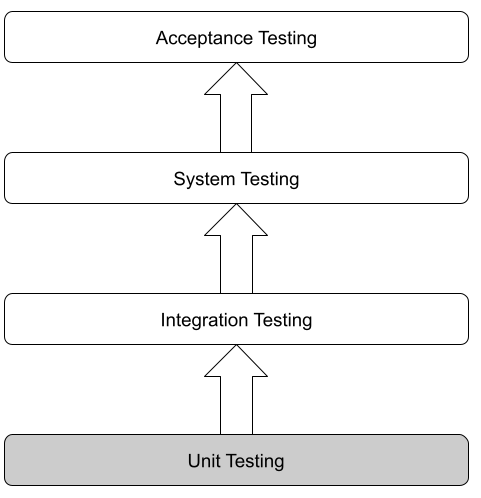 Acceptance Testing
System Testing
Integration Testing
Unit Testing